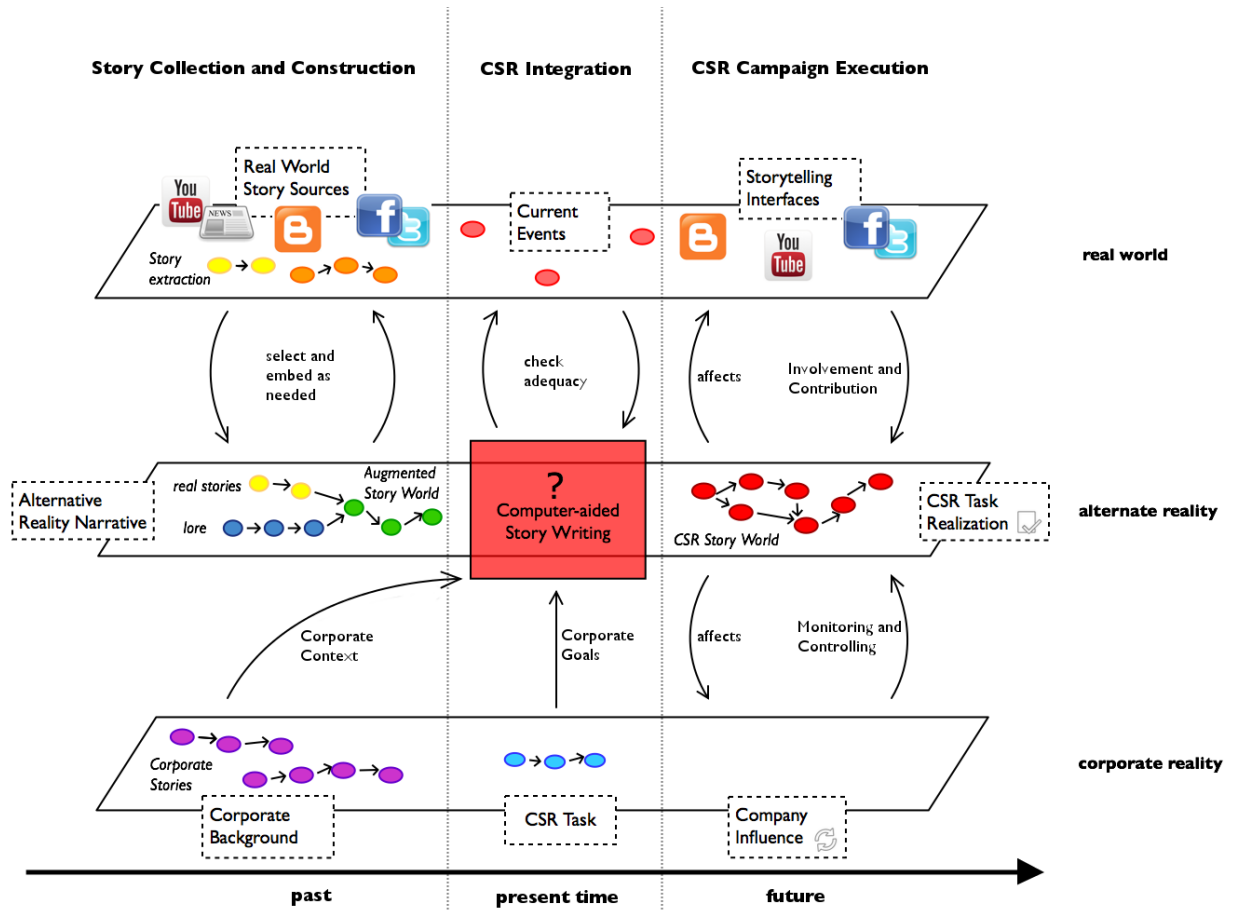 Story Collection and Construction
CSR Integration
CSR Campaign Execution
Real World
Story Sources
You
Tube
NEWS
B
f
t
Story
extraction
Current
Events
Storytelling
Interfaces
B
You
Tube
f
t
real world
select and
embed as
needed
check
adequacy
affects
Involvement and
Contribution
Alternative
Reality Narrative
real stories
lore
Augmented
Story World
?
Computer-aided
Story Writing
CSR Story World
CSR Task
Realization
alternate reality
Corporate
Context
Corporate
Goals
affects
Monitoring and
Controlling
Corporate
Stories
Corporate
Background
CSR Task
Company
Influence
corporate reality
past
present time
future